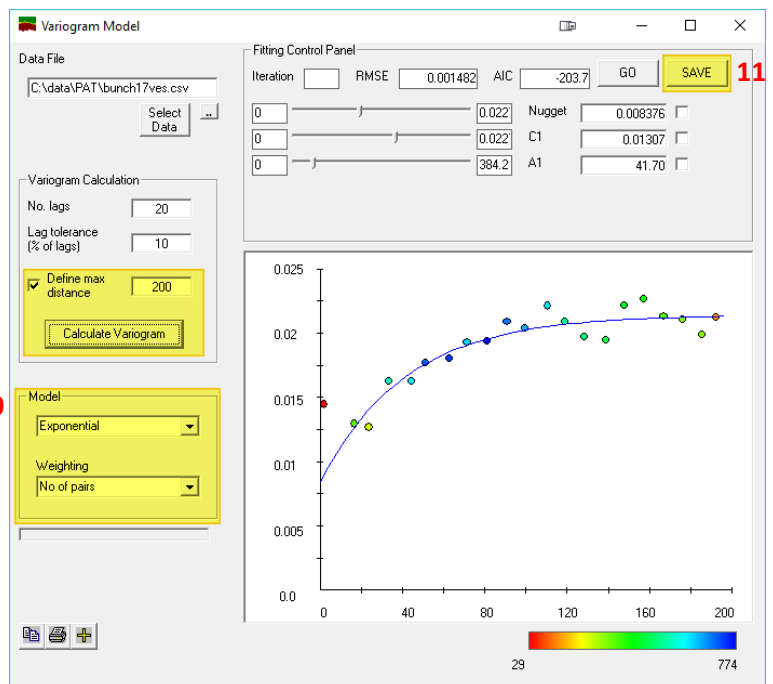 Variogram Model
Data File
C:\data\PAT\bunch17ves.csv
Select
Data
..
Variogram Calculation
No. lags 20
Lag tolerance
(% of lags) 10
Define max
distance 200
Calculate Variogram
Model
Exponential
Weighting
No of pairs
Fitting Control Panel
Iteration RMSE 0.001482 AIC -203.7 GO SAVE 11
0 0.022 Nugget 0.008376
0 0.022 C1 0.01307
0 384.2 A1 41.70
0.025
0.02
0.015
0.01
0.005
0.0
0 40 80 120 160 200
29 774